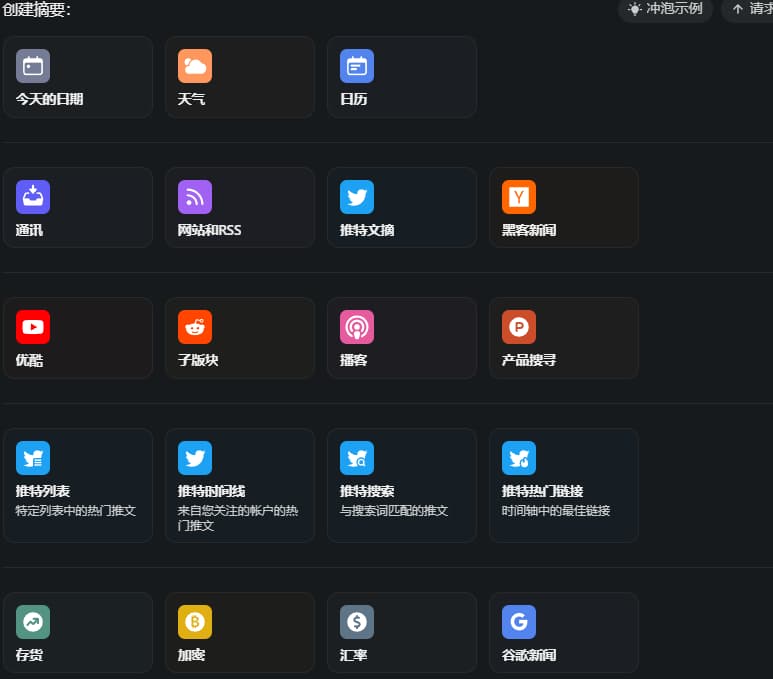 创建摘要：
冲泡示例
请求
今天的日期
天气
日历
通讯
网站和RSS
推特文摘
黑客新闻
优酷
子版块
播客
产品搜寻
推特列表
特定列表中的热门推文
推特时间线
来自您关注的帐户的热
门推文
推特搜索
与搜索词匹配的推文
推特热门链接
时间轴中的最佳链接
存货
加密
汇率
谷歌新闻